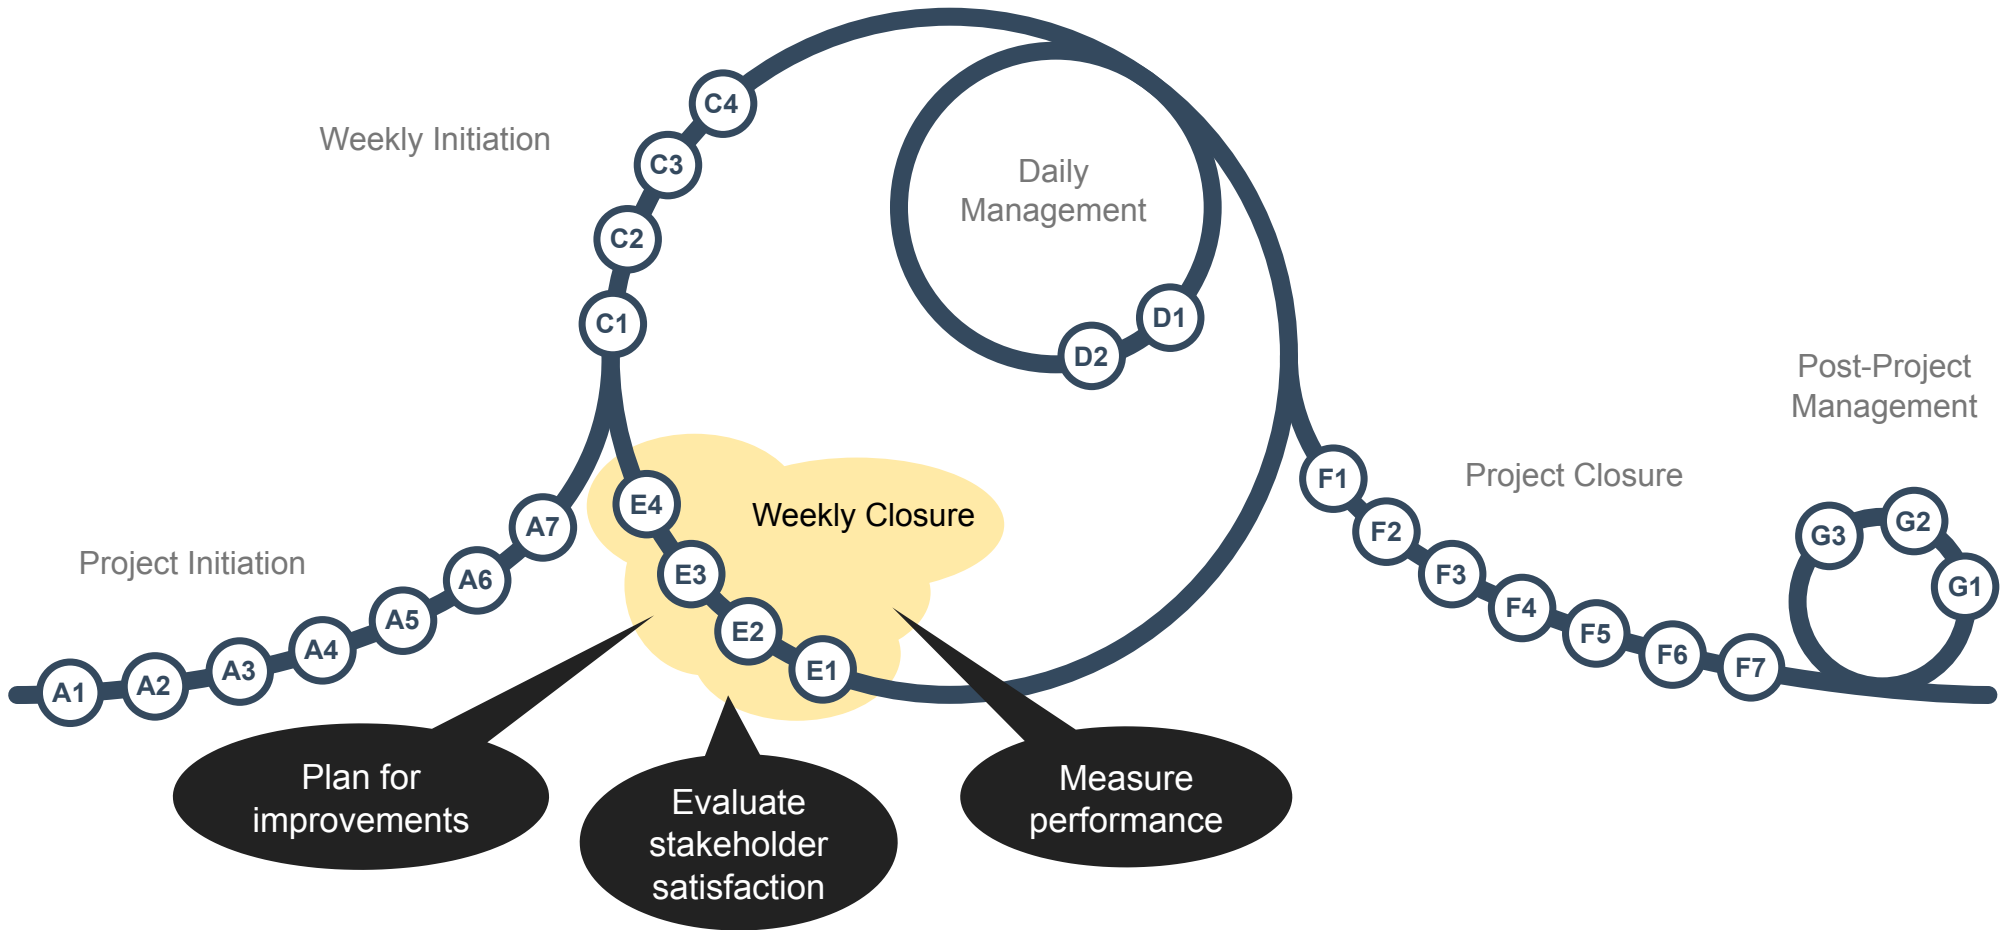 C4
Weekly Initiation
C3
Daily
Management
C2
C1
D1
D2
Post-Project
Management
F1
Project Closure
E4
Weekly Closure
A7
F2
G3
G2
Project Initiation
A6
E3
F3
G1
A5
F4
A4
E2
F5
A3
E1
F6
A2
F7
A1
Plan for
improvements
Evaluate
stakeholder
satisfaction
Measure
performance